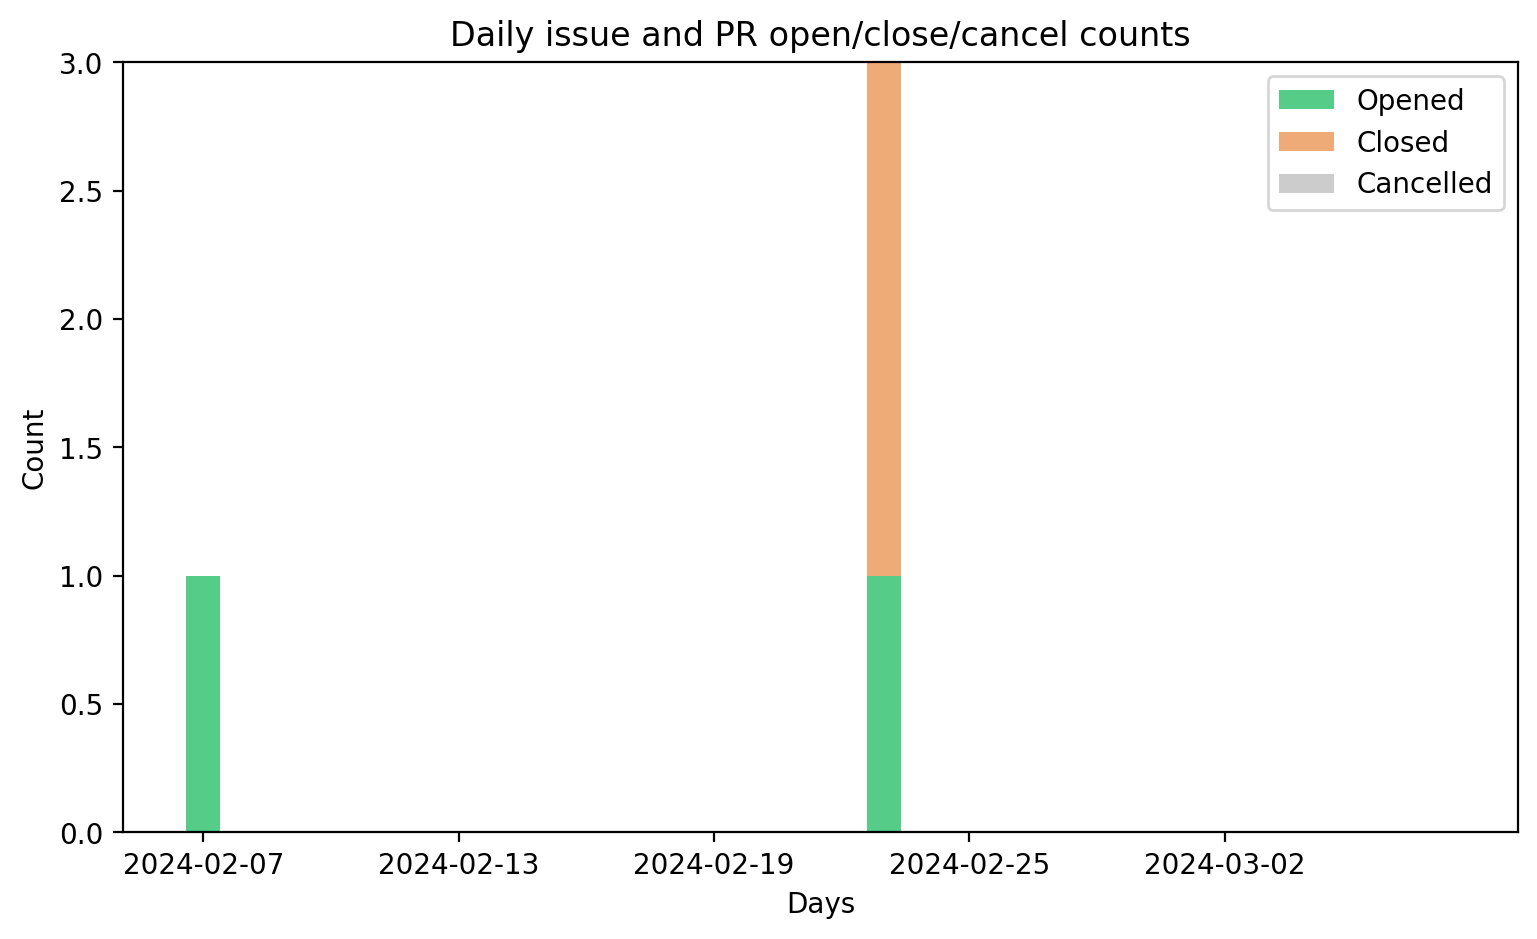 Daily issue and PR open/close/cancel counts
3.0
2.5
2.0
1.5
1.0
0.5
0.0
Count
Opened
Closed
Cancelled
2024-02-07
2024-02-13
2024-02-19
2024-02-25
2024-03-02
Days